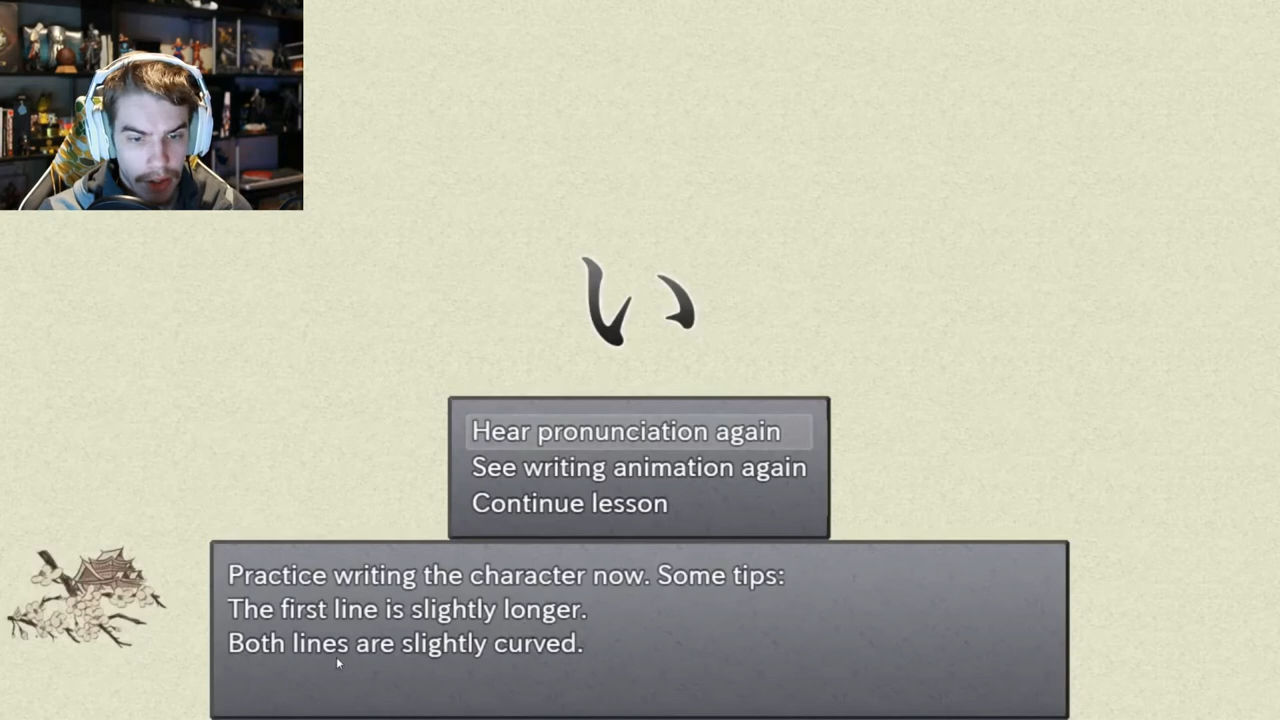 い
Hear pronunciation again
See writing animation again
Continue lesson
Practice writing the character now. Some tips:
The first line is slightly longer.
Both lines are slightly curved.